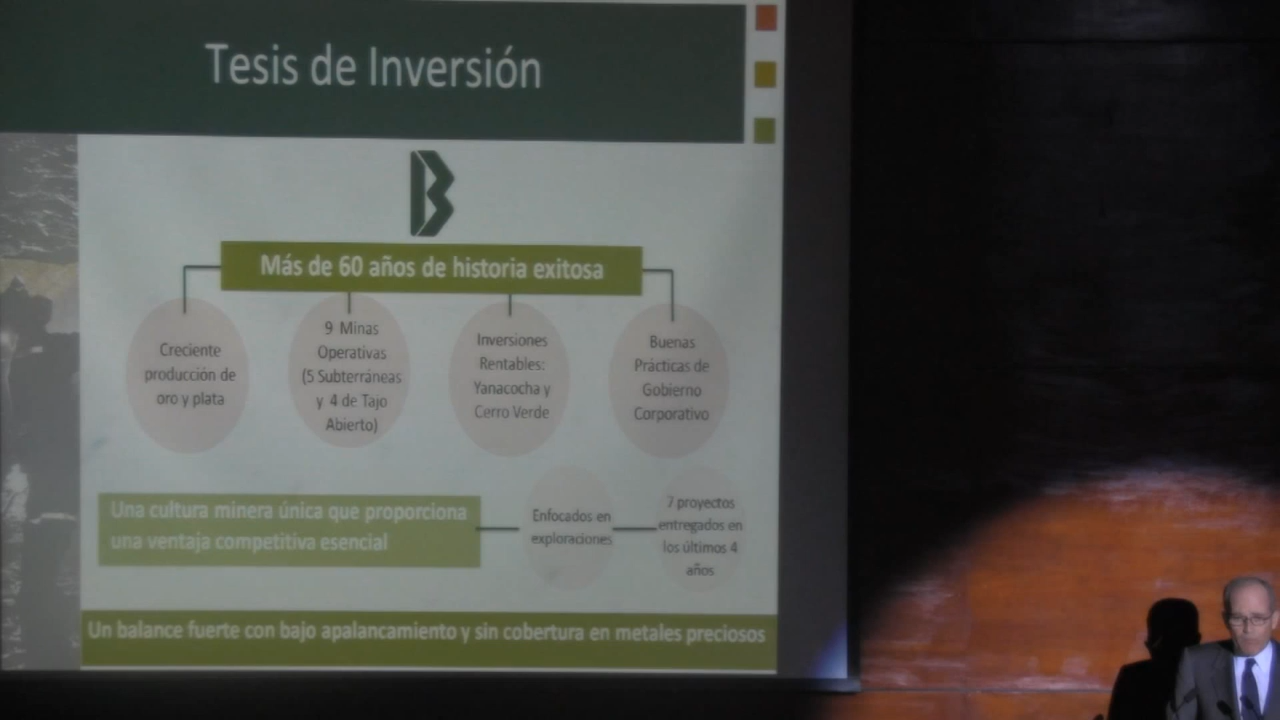 Tesis de Inversión
B
Más de 60 años de historia exitosa
Creciente
producción de
oro y plata
9 Minas
Operativas
(5 Subterráneas
y 4 de Tajo
Abierto)
Inversiones
Rentables:
Yanacocha y
Cerro Verde
Buenas
Prácticas de
Gobierno
Corporativo
Una cultura minera única que proporciona
una ventaja competitiva esencial
Enfocados en
exploraciones
7 proyectos
entregados en
los últimos 4
años
Un balance fuerte con bajo apalancamiento y sin cobertura en metales preciosos